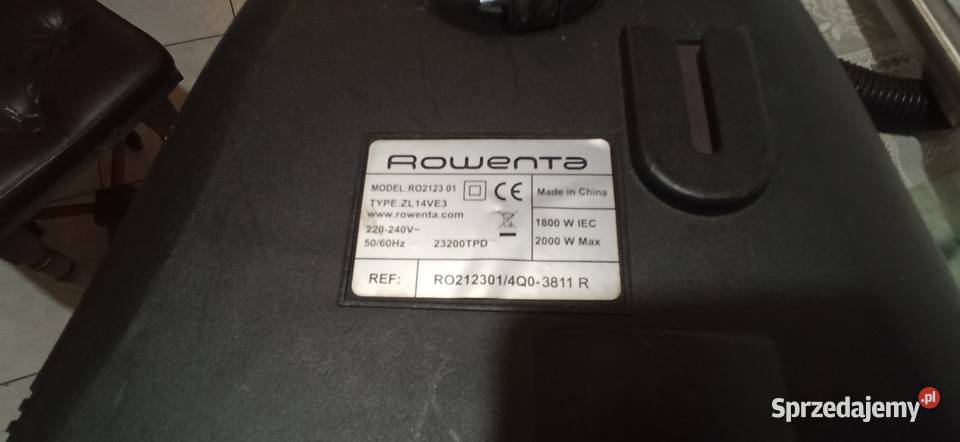 Rowenta
MODEL: RO2123 01
TYPE: ZL14VE3
www.rowenta.com
220-240V~
50/60Hz 23200TPD
CE
Made in China
1800 W IEC
2000 W Max
REF: RO212301/4Q0-3811 R
Sprzedajemy.pl